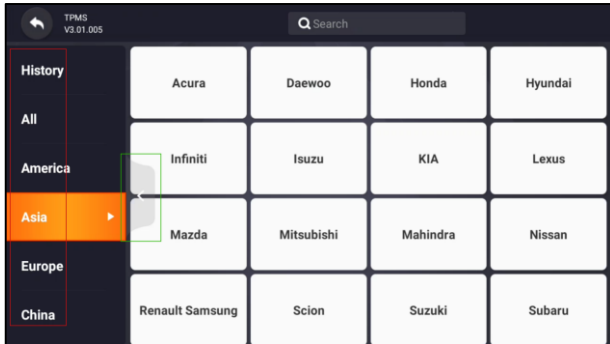 TPMS
V3.01.005
Search
History
All
America
Asia
Europe
China
Acura
Daewoo
Honda
Hyundai
Infiniti
Isuzu
KIA
Lexus
Mazda
Mitsubishi
Mahindra
Nissan
Renault Samsung
Scion
Suzuki
Subaru